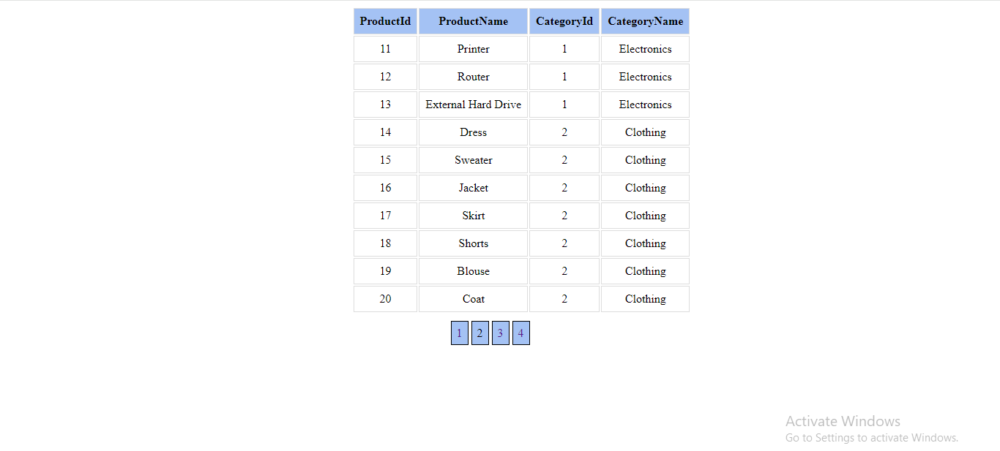 ProductId ProductName CategoryId CategoryName
11 Printer 1 Electronics
12 Router 1 Electronics
13 External Hard Drive 1 Electronics
14 Dress 2 Clothing
15 Sweater 2 Clothing
16 Jacket 2 Clothing
17 Skirt 2 Clothing
18 Shorts 2 Clothing
19 Blouse 2 Clothing
20 Coat 2 Clothing
1 2 3 4
Activate Windows
Go to Settings to activate Windows.